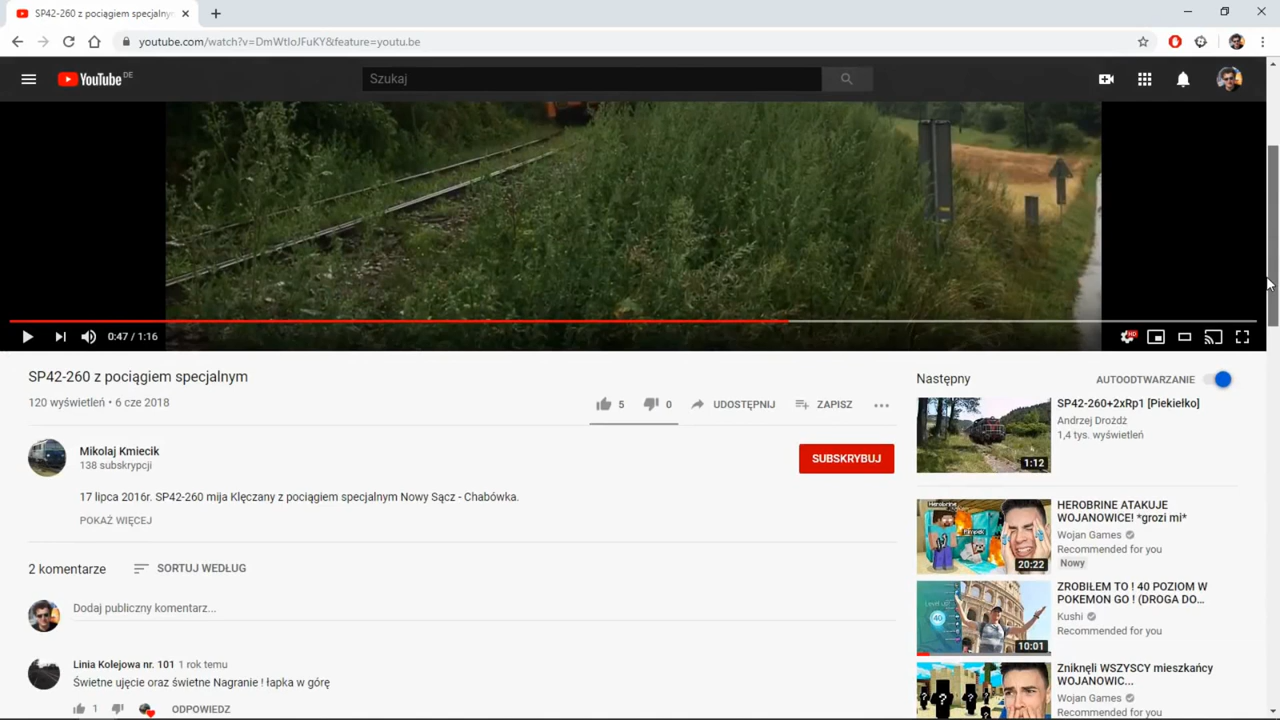 SP42-260 z pociągiem specjalnym
youtube.com/watch?v=DmWtIoJFuKY&feature=youtu.be
YouTube DE
Szukaj
0:47 / 1:16
SP42-260 z pociągiem specjalnym
120 wyświetleń • 6 cze 2018
5
0
UDOSTĘPNIJ
ZAPISZ
Mikolaj Kmiecik
138 subskrypcji
SUBSKRYBUJ
17 lipca 2016r. SP42-260 mija Klęczany z pociągiem specjalnym Nowy Sącz - Chabówka.
POKAŻ WIĘCEJ
2 komentarze
SORTUJ WEDŁUG
Dodaj publiczny komentarz...
Linia Kolejowa nr. 101 1 rok temu
Świetne ujęcie oraz świetne Nagranie ! łapka w górę
1
ODPOWIEDZ
Następny
AUTOODTWARZANIE
SP42-260+2xRp1 [Piekiełko]
Andrzej Drożdż
1,4 tys. wyświetleń
1:12
HEROBRINE ATAKUJE
WOJANOWICE! *grozi mi*
Wojan Games
Recommended for you
Nowy
Herobrine
20:22
ZROBIŁEM TO ! 40 POZIOM W
POKEMON GO ! (DROGA DO...
Kushi
Recommended for you
40
10:01
Zniknęli WSZYSCY mieszkańcy
WOJANOWIC...
Wojan Games
Recommended for you